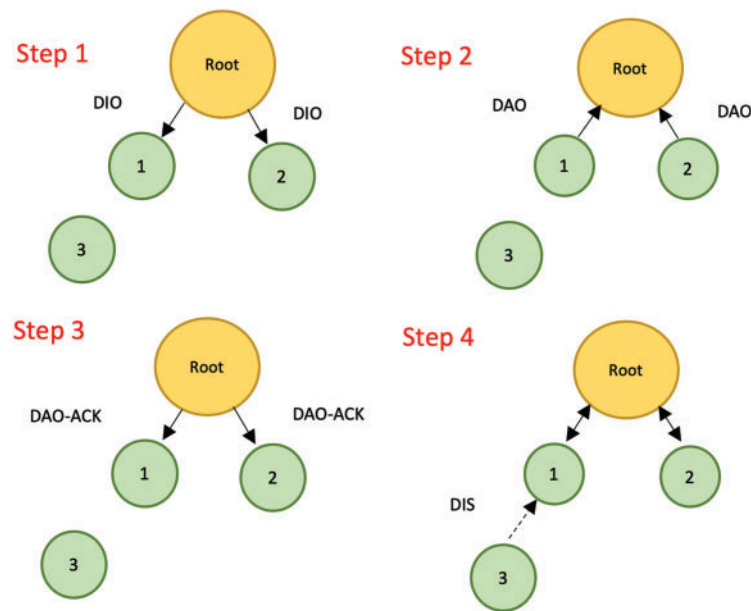 Step 1
Root
DIO
DIO
1
2
3
Step 2
Root
DAO
DAO
1
2
3
Step 3
Root
DAO-ACK
DAO-ACK
1
2
3
Step 4
Root
1
2
DIS
3